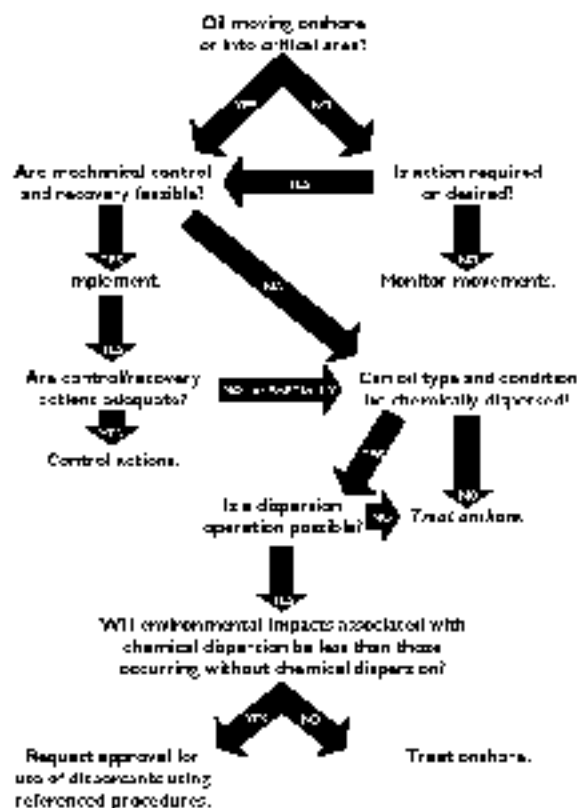 Oil moving onshore
or into critical area?
YES
NO
Are mechanical control
and recovery feasible?
YES
Is action required
or desired?
YES
NO
NO
Implement.
Monitor movements.
YES
Are control/recovery
actions adequate?
NO or PARTIALLY
Can oil type and condition
be chemically dispersed?
YES
Control actions.
YES
NO
Is a dispersion
operation possible?
NO
Treat onshore.
YES
Will environmental impacts associated with
chemical dispersion be less than those
occurring without chemical dispersion?
YES
NO
Request approval for
use of dispersants using
referenced procedures.
Treat onshore.